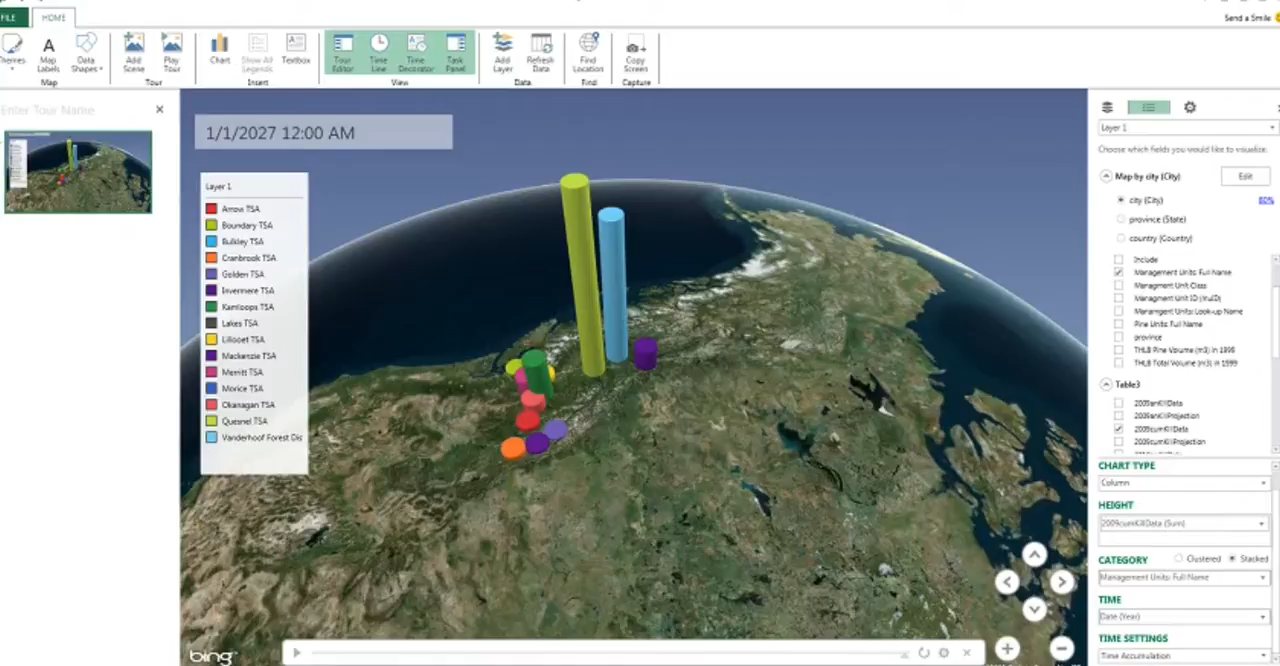 FILE
HOME
Send a Smile
Themes
Map Labels
Data Shapes
Add Scene
Play Tour
Chart
Show All Legends
Textbox
Tour Editor
Time Line
Time Decorator
Task Panel
Add Layer
Refresh Data
Find Location
Copy Screen
Map
Tour
Insert
View
Data
Find
Capture
Enter Tour Name
1/1/2027 12:00 AM
Layer 1
Arrow TSA
Boundary TSA
Bulkley TSA
Cranbrook TSA
Golden TSA
Invermere TSA
Kamloops TSA
Lakes TSA
Lillooet TSA
Mackenzie TSA
Merritt TSA
Morice TSA
Okanagan TSA
Quesnel TSA
Vanderhoof Forest Dis
bing
Layer 1
Choose which fields you would like to visualize.
Map by city (City)
Edit
city (City)
80%
province (State)
country (Country)
Include
Management Units: Full Name
Managment Unit Class
Managment Unit ID (muID)
Manamgent Units: Look-up Name
Pine Units: Full Name
province
THLB Pine Volume (m3) in 1999
THLB Total Volume (m3) in 1999
Table3
2009annKillData
2009annKillProjection
2009cumKillData
2009cumKillProjection
CHART TYPE
Column
HEIGHT
2009cumKillData (Sum)
CATEGORY
Clustered
Stacked
Management Units: Full Name
TIME
Date (Year)
TIME SETTINGS
Time Accumulation